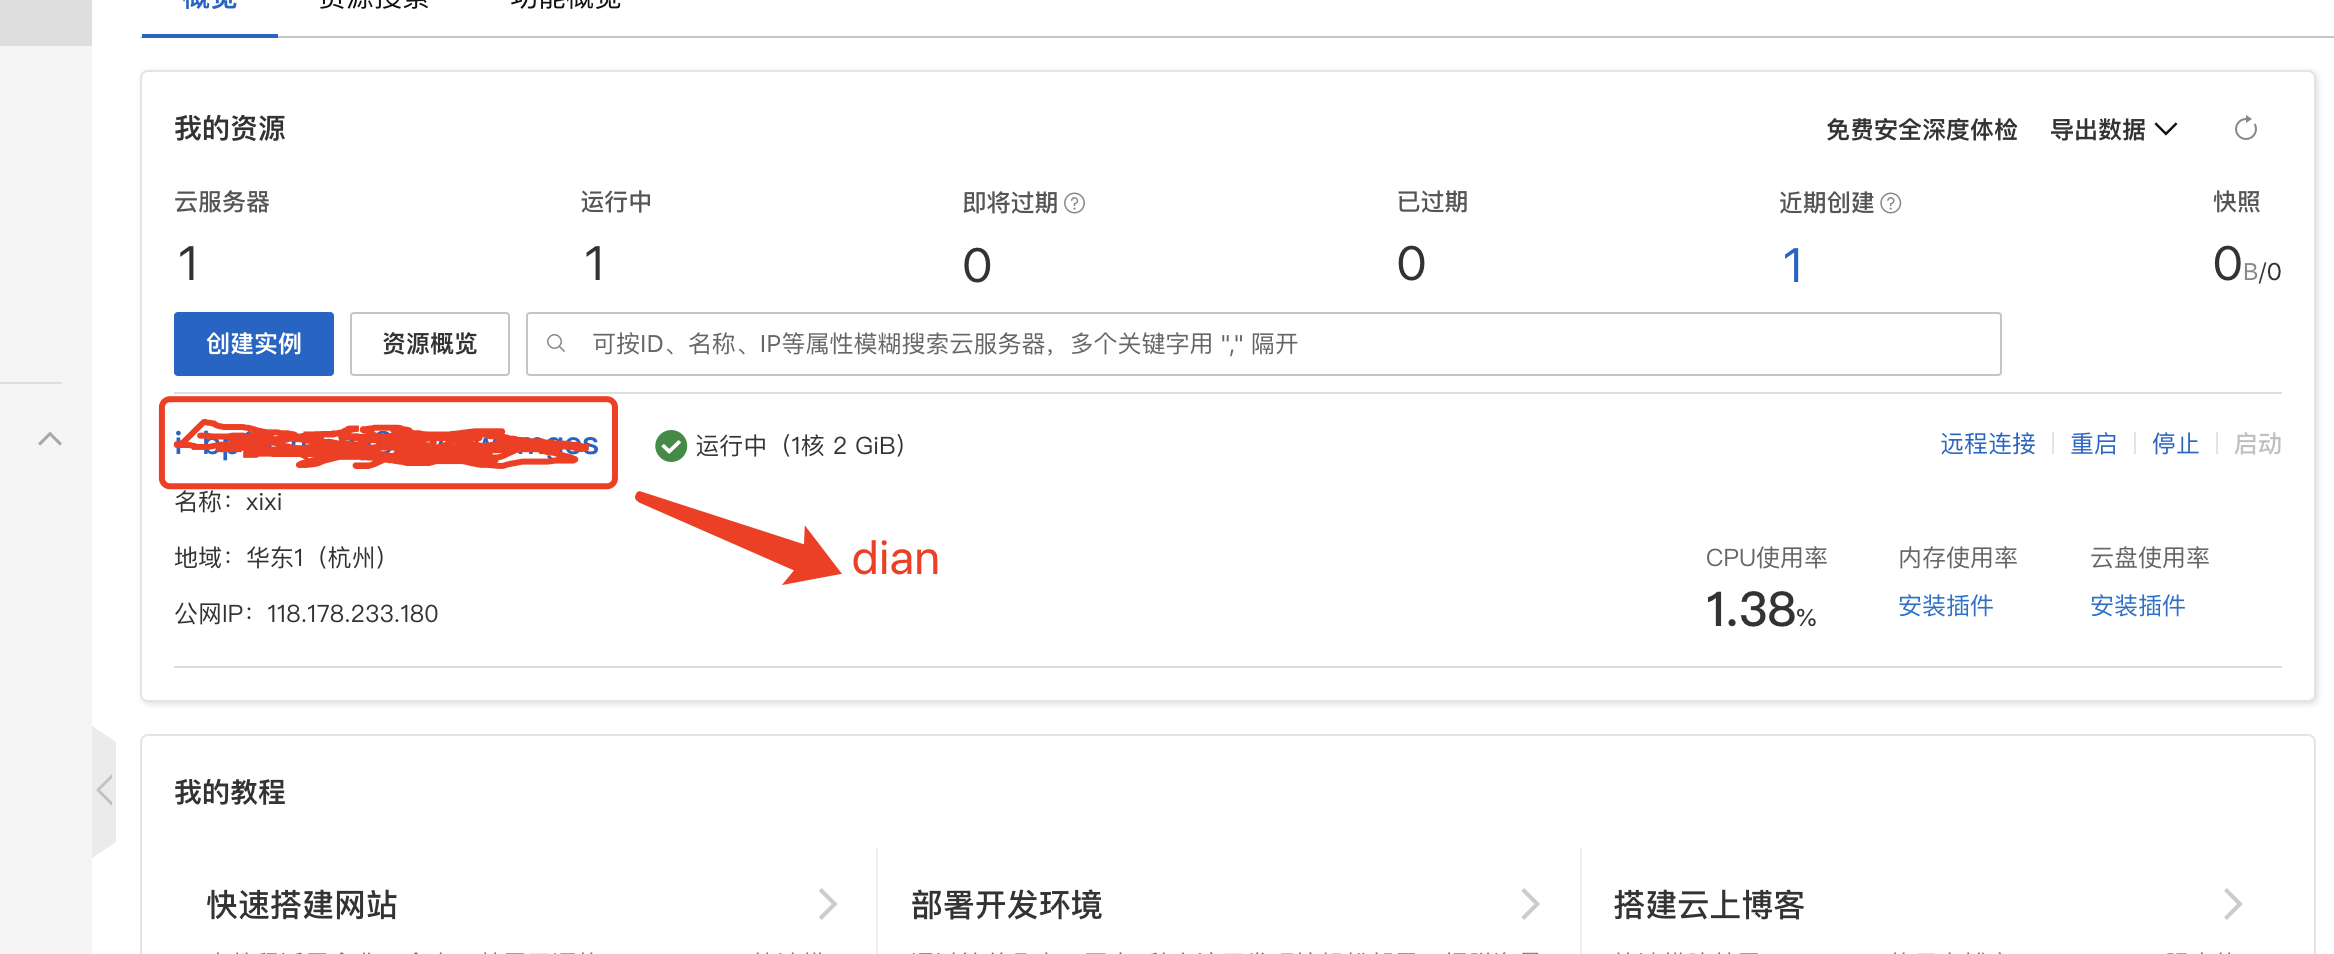 概览 资源搜索 功能概览
我的资源 免费安全深度体检 导出数据
云服务器 运行中 即将过期 ? 已过期 近期创建 ? 快照
1 1 0 0 1 0B/0
创建实例 资源概览 可按ID、名称、IP等属性模糊搜索云服务器，多个关键字用 "," 隔开
运行中（1核 2 GiB） 远程连接 重启 停止 启动
名称：xixi
dian
地域：华东1（杭州） CPU使用率 内存使用率 云盘使用率
公网IP：118.178.233.180 1.38% 安装插件 安装插件
我的教程
快速搭建网站 部署开发环境 搭建云上博客